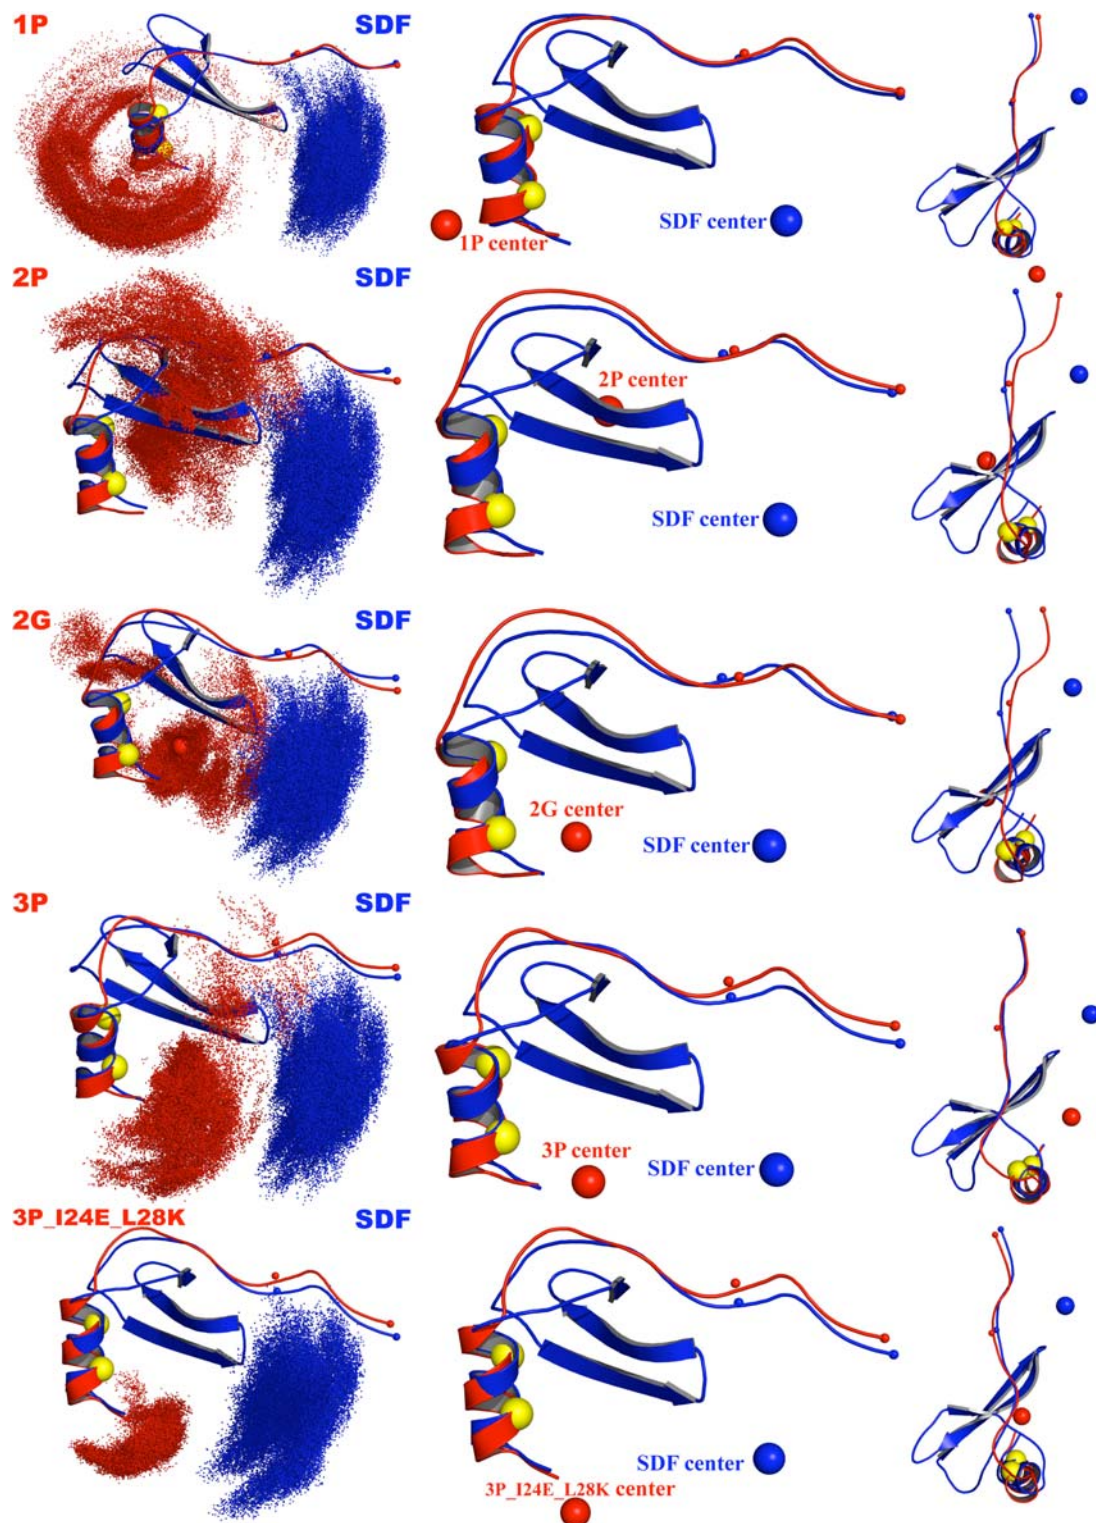 1P SDF
SDF center
1P center
2P SDF
2P center
SDF center
2G SDF
2G center
SDF center
3P SDF
3P center
SDF center
3P_I24E_L28K SDF
SDF center
3P_I24E_L28K center